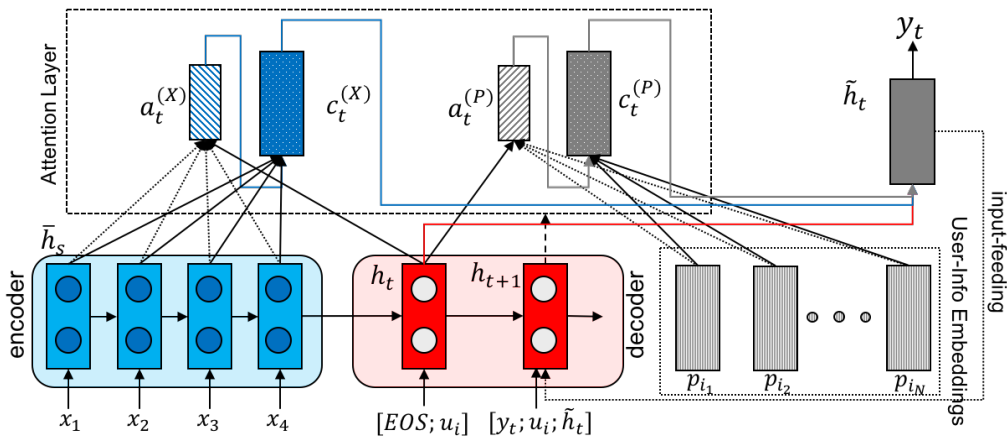 Attention Layer
a_t^(X)
c_t^(X)
a_t^(P)
c_t^(P)
y_t
h̃_t
input-feeding
User-Info Embeddings
h̄_s
encoder
h_t
h_{t+1}
decoder
p_{i_1}
p_{i_2}
p_{i_N}
x_1
x_2
x_3
x_4
[EOS; u_i]
[y_t; u_i; h̃_t]